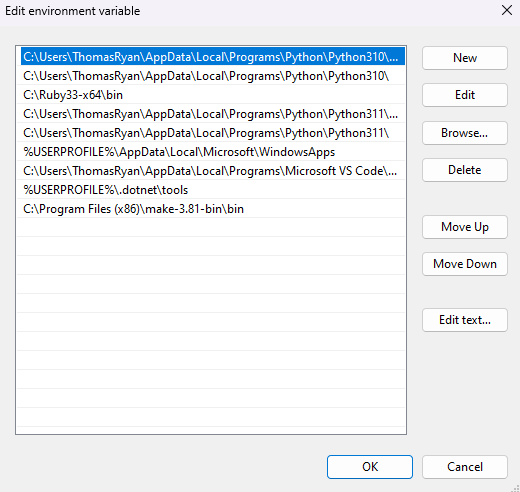 Edit environment variable
C:\Users\ThomasRyan\AppData\Local\Programs\Python\Python310\...
C:\Users\ThomasRyan\AppData\Local\Programs\Python\Python310\
C:\Ruby33-x64\bin
C:\Users\ThomasRyan\AppData\Local\Programs\Python\Python311\...
C:\Users\ThomasRyan\AppData\Local\Programs\Python\Python311\
%USERPROFILE%\AppData\Local\Microsoft\WindowsApps
C:\Users\ThomasRyan\AppData\Local\Programs\Microsoft VS Code\...
%USERPROFILE%\.dotnet\tools
C:\Program Files (x86)\make-3.81-bin\bin
New
Edit
Browse...
Delete
Move Up
Move Down
Edit text...
OK
Cancel